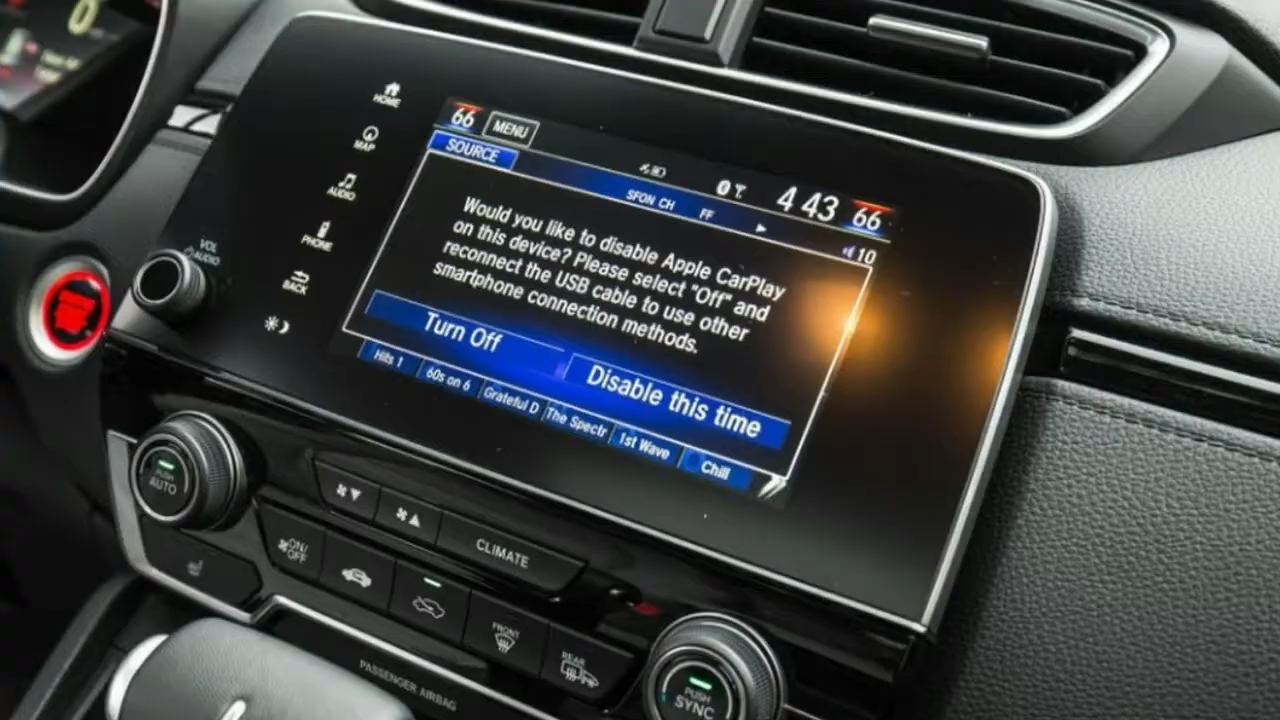 0
HOME
MAP
AUDIO
PHONE
BACK
VOL
AUDIO
66
MENU
4 43
66
SOURCE
SFON CH
FF
10
Would you like to disable Apple CarPlay
on this device? Please select "Off" and
reconnect the USB cable to use other
smartphone connection methods.
Turn Off
Disable this time
Hits 1
60s on 6
Grateful D
The Spectr
1st Wave
Chill
PUSH
AUTO
CLIMATE
ON/
OFF
FRONT
REAR
PASSENGER AIRBAG
PUSH
SYNC